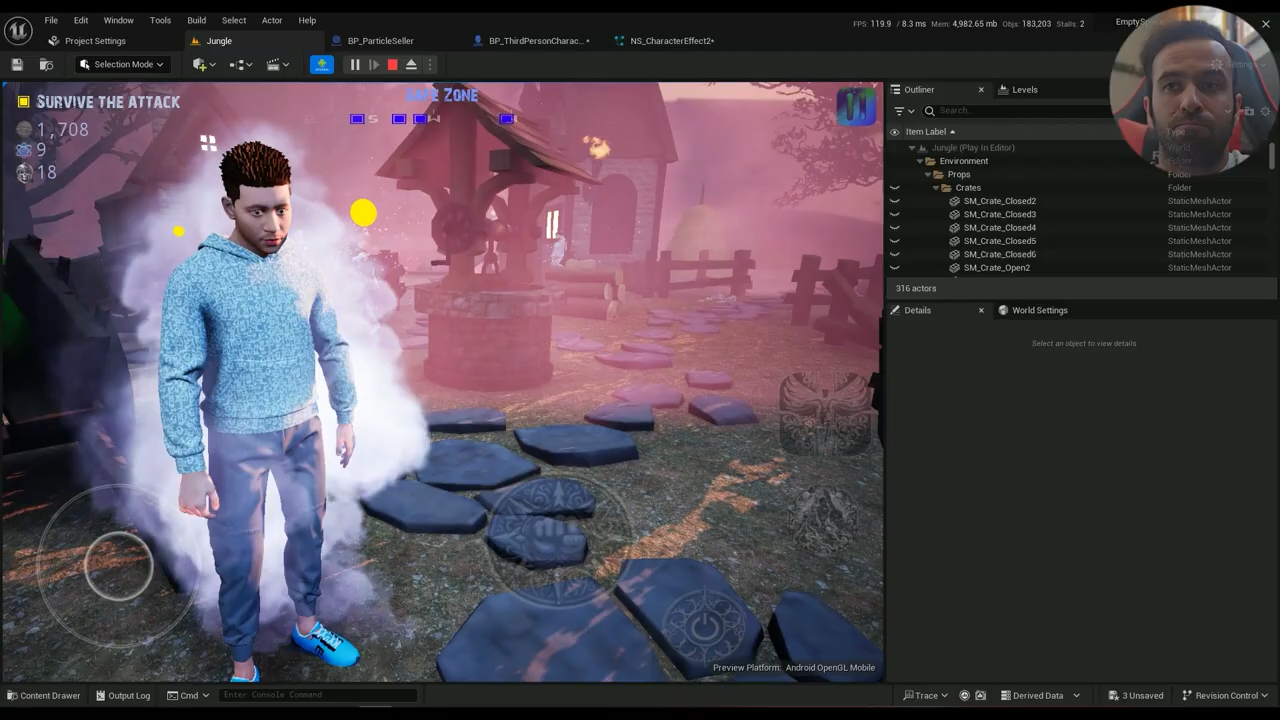 File Edit Window Tools Build Select Actor Help
FPS: 119.9 / 8.3 ms Mem: 4,982.65 mb Objs: 183,203 Stalls: 2
Project Settings
Jungle
BP_ParticleSeller
BP_ThirdPersonCharac...*
NS_CharacterEffect2*
Selection Mode
SURVIVE THE ATTACK
1,708
9
18
SAFE ZONE
S
W
Preview Platform: Android OpenGL Mobile
Outliner
Levels
Search...
Item Label
Type
Jungle (Play In Editor) World
Environment Folder
Props Folder
Crates Folder
SM_Crate_Closed2 StaticMeshActor
SM_Crate_Closed3 StaticMeshActor
SM_Crate_Closed4 StaticMeshActor
SM_Crate_Closed5 StaticMeshActor
SM_Crate_Closed6 StaticMeshActor
SM_Crate_Open2 StaticMeshActor
316 actors
Details
World Settings
Select an object to view details
Content Drawer Output Log Cmd Enter Console Command
Trace Derived Data 3 Unsaved Revision Control